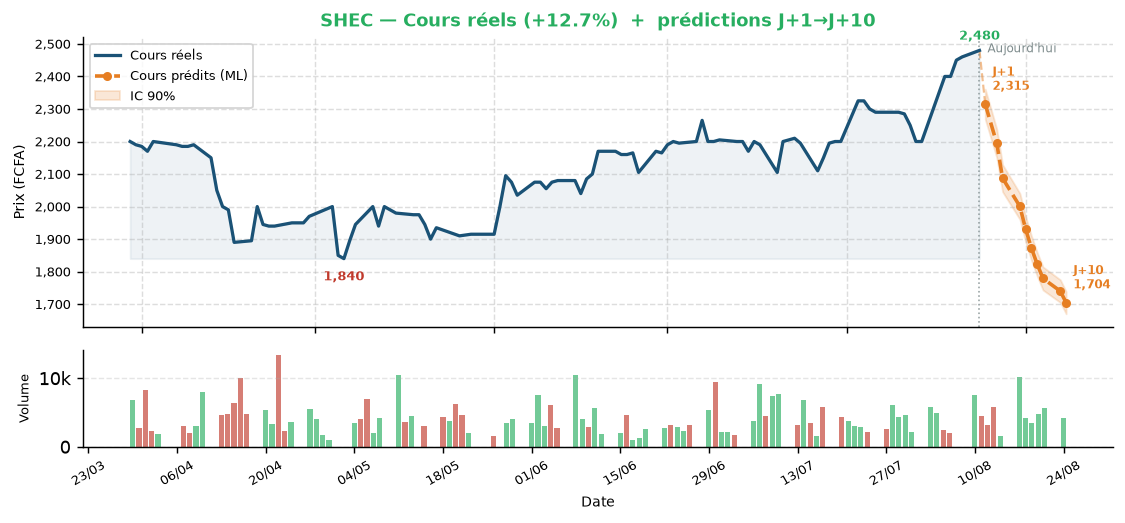 SHEC — Cours réels (+12.7%)  +  prédictions J+1→J+10
Cours réels
Cours prédits (ML)
IC 90%
2,480
Aujourd'hui
J+1
2,315
J+10
1,704
1,840
Prix (FCFA)
2,500
2,400
2,300
2,200
2,100
2,000
1,900
1,800
1,700
Volume
10k
0
23/03
06/04
20/04
04/05
18/05
01/06
15/06
29/06
13/07
27/07
10/08
24/08
Date